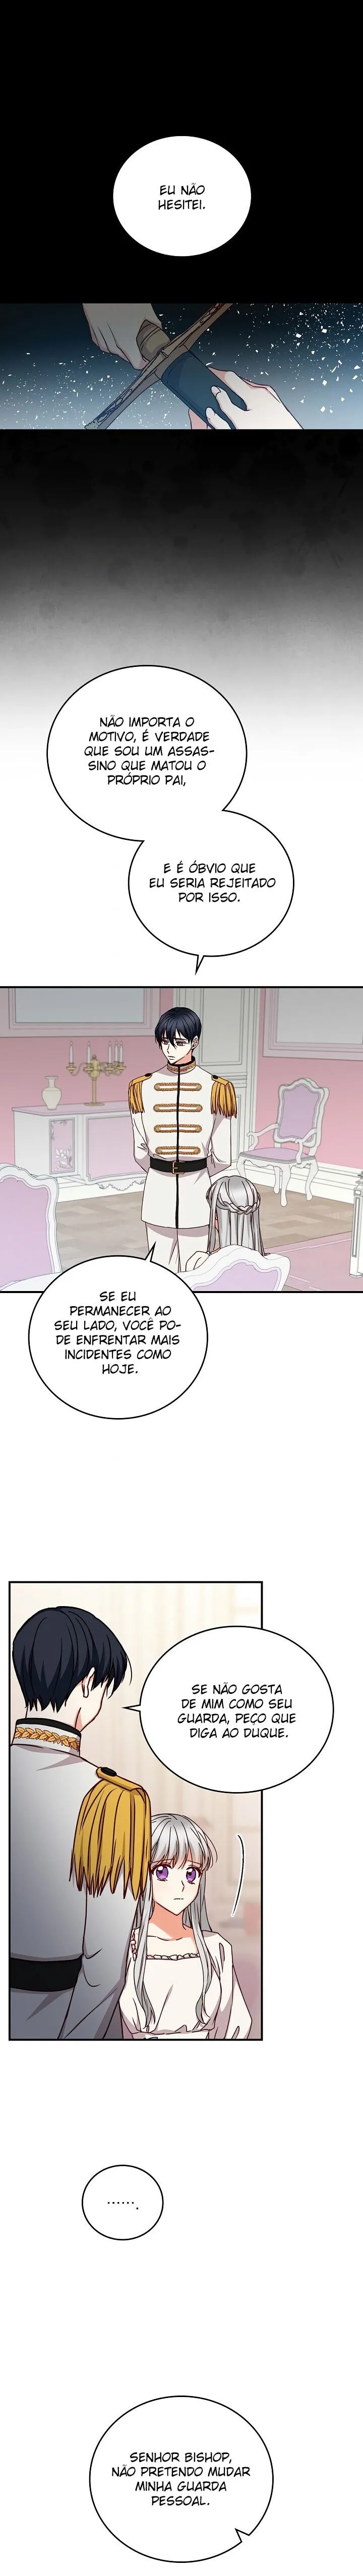 EU NÃO
HESITEI.
NÃO IMPORTA O
MOTIVO, É VERDADE
QUE SOU UM ASSAS-
SINO QUE MATOU O
PRÓPRIO PAI,
E É ÓBVIO QUE
EU SERIA REJEITADO
POR ISSO.
SE EU
PERMANECER AO
SEU LADO, VOCÊ PO-
DE ENFRENTAR MAIS
INCIDENTES COMO
HOJE.
SE NÃO GOSTA
DE MIM COMO SEU
GUARDA, PEÇO QUE
DIGA AO DUQUE.
.......
SENHOR BISHOP,
NÃO PRETENDO MUDAR
MINHA GUARDA
PESSOAL.